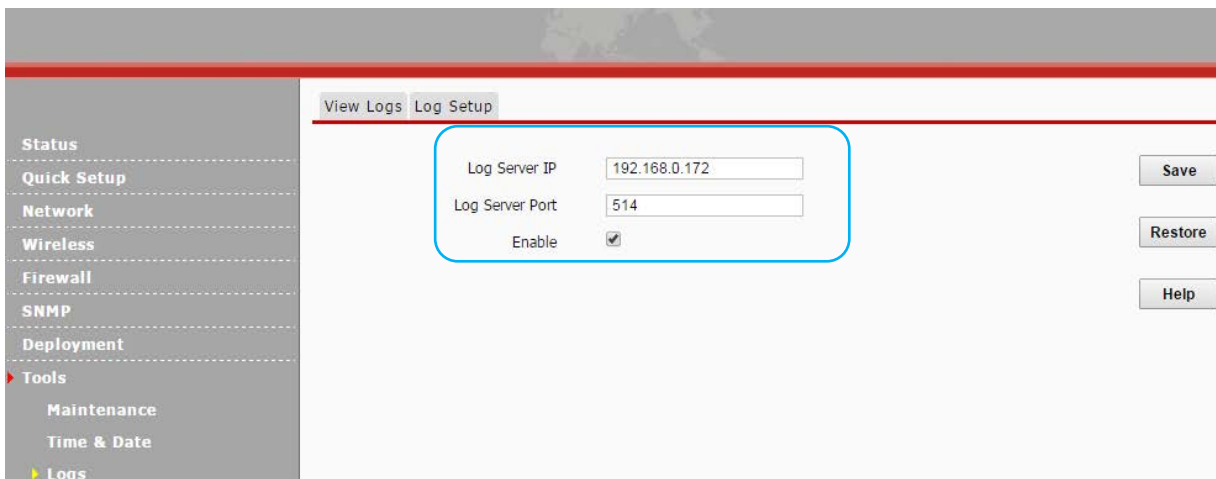 View Logs Log Setup
Status
Quick Setup
Network
Wireless
Firewall
SNMP
Deployment
Tools
Maintenance
Time & Date
Logs
Log Server IP 192.168.0.172
Log Server Port 514
Enable
Save
Restore
Help